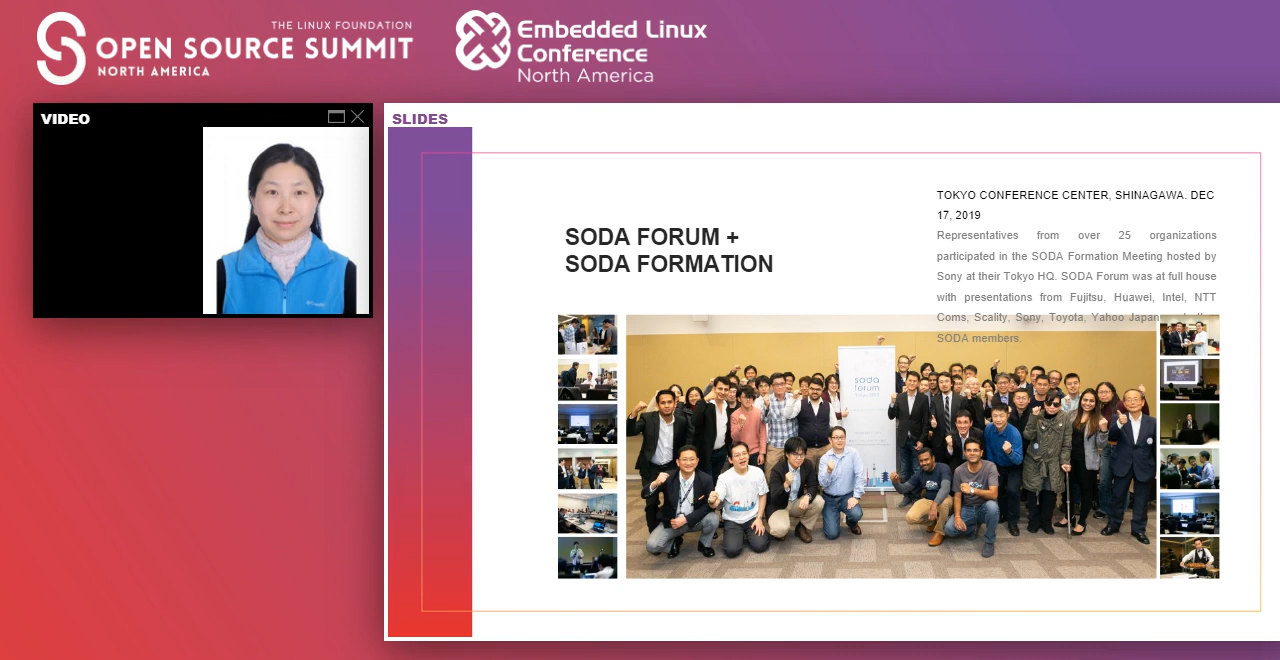 THE LINUX FOUNDATION
OPEN SOURCE SUMMIT
NORTH AMERICA
Embedded Linux
Conference
North America
VIDEO
SLIDES
TOKYO CONFERENCE CENTER, SHINAGAWA. DEC
17, 2019
Representatives from over 25 organizations
participated in the SODA Formation Meeting hosted by
Sony at their Tokyo HQ. SODA Forum was at full house
with presentations from Fujitsu, Huawei, Intel, NTT
Coms, Scality, Sony, Toyota, Yahoo Japan
SODA members.
SODA FORUM +
SODA FORMATION
soda
forum